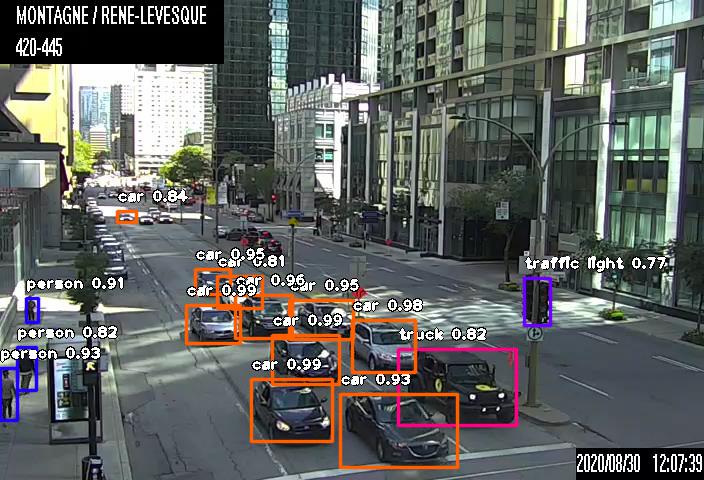 MONTAGNE / RENE-LEVESQUE
420-445
car 0.84
car 0.95
car 0.81
car 0.96
car 0.95
car 0.99
car 0.98
car 0.99
truck 0.82
car 0.99
car 0.93
traffic light 0.77
person 0.91
person 0.82
person 0.93
2020/08/30 12:07:39